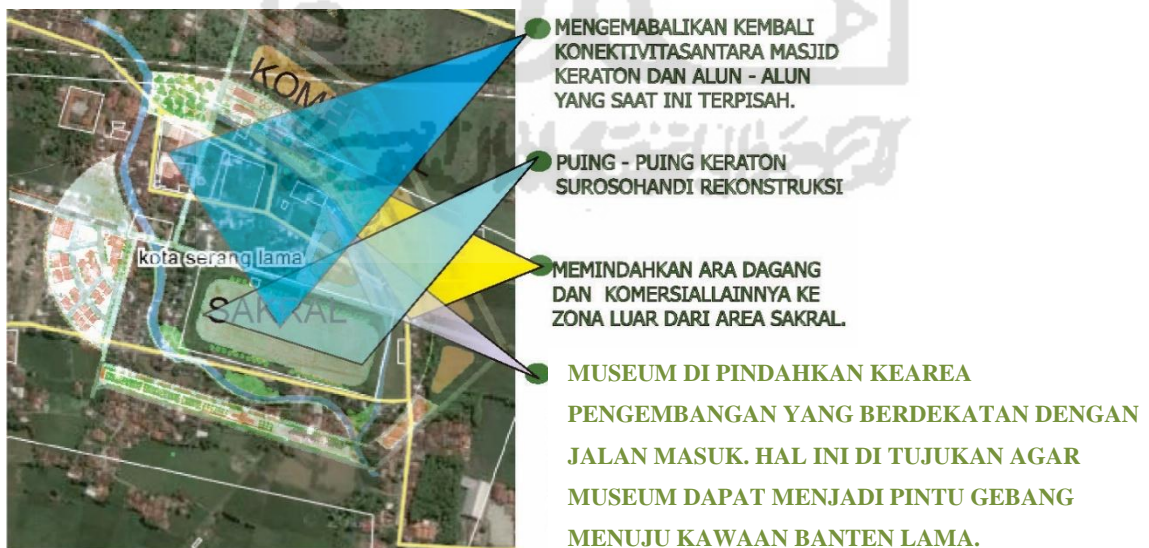 KOM
kota serang lama
SAKRAL
MENGEMABALIKAN KEMBALI
KONEKTIVITASANTARA MASJID
KERATON DAN ALUN - ALUN
YANG SAAT INI TERPISAH.
PUING - PUING KERATON
SUROSOHANDI REKONSTRUKSI
MEMINDAHKAN ARA DAGANG
DAN KOMERSIALLAINNYA KE
ZONA LUAR DARI AREA SAKRAL.
MUSEUM DI PINDAHKAN KEAREA
PENGEMBANGAN YANG BERDEKATAN DENGAN
JALAN MASUK. HAL INI DI TUJUKAN AGAR
MUSEUM DAPAT MENJADI PINTU GEBANG
MENUJU KAWAAN BANTEN LAMA.